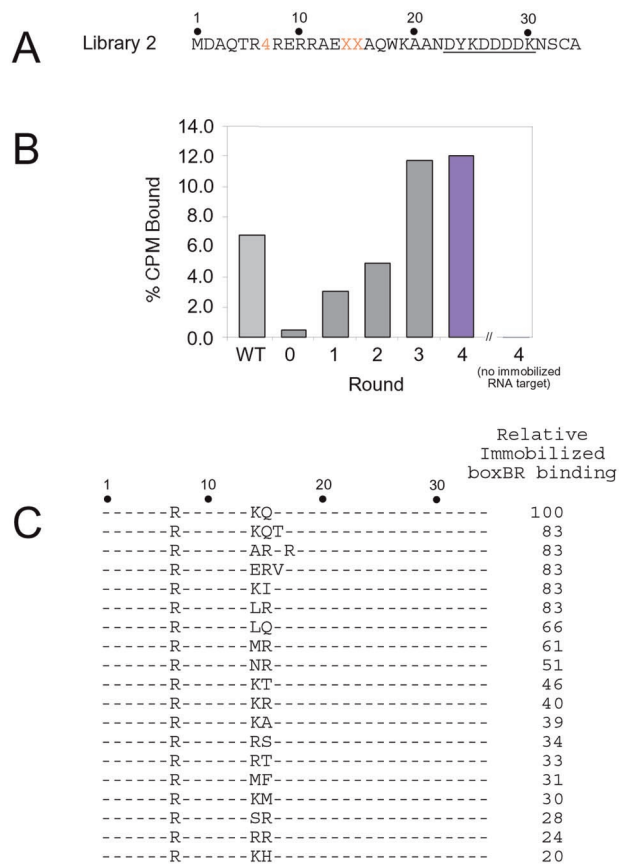 A
Library 2
1 10 20 30
MDAQTR4RERRAEXXAQWKAANDYKDDDDKNSCA
B
% CPM Bound
14.0
12.0
10.0
8.0
6.0
4.0
2.0
0.0
WT 0 1 2 3 4 // 4
(no immobilized
RNA target)
Round
C
Relative
Immobilized
boxBR binding
1 10 20 30
------R------KQ------------------- 100
------R------KQT------------------ 83
------R------AR-R----------------- 83
------R------ERV------------------ 83
------R------KI------------------- 83
------R------LR------------------- 83
------R------LQ------------------- 66
------R------MR------------------- 61
------R------NR------------------- 51
------R------KT------------------- 46
------R------KR------------------- 40
------R------KA------------------- 39
------R------RS------------------- 34
------R------RT------------------- 33
------R------MF------------------- 31
------R------KM------------------- 30
------R------SR------------------- 28
------R------RR------------------- 24
------R------KH------------------- 20